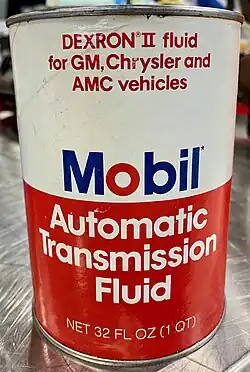 DEXRON® II fluid
for GM, Chrysler and
AMC vehicles
Mobil*
Automatic
Transmission
Fluid
NET 32 FL OZ (1 QT)